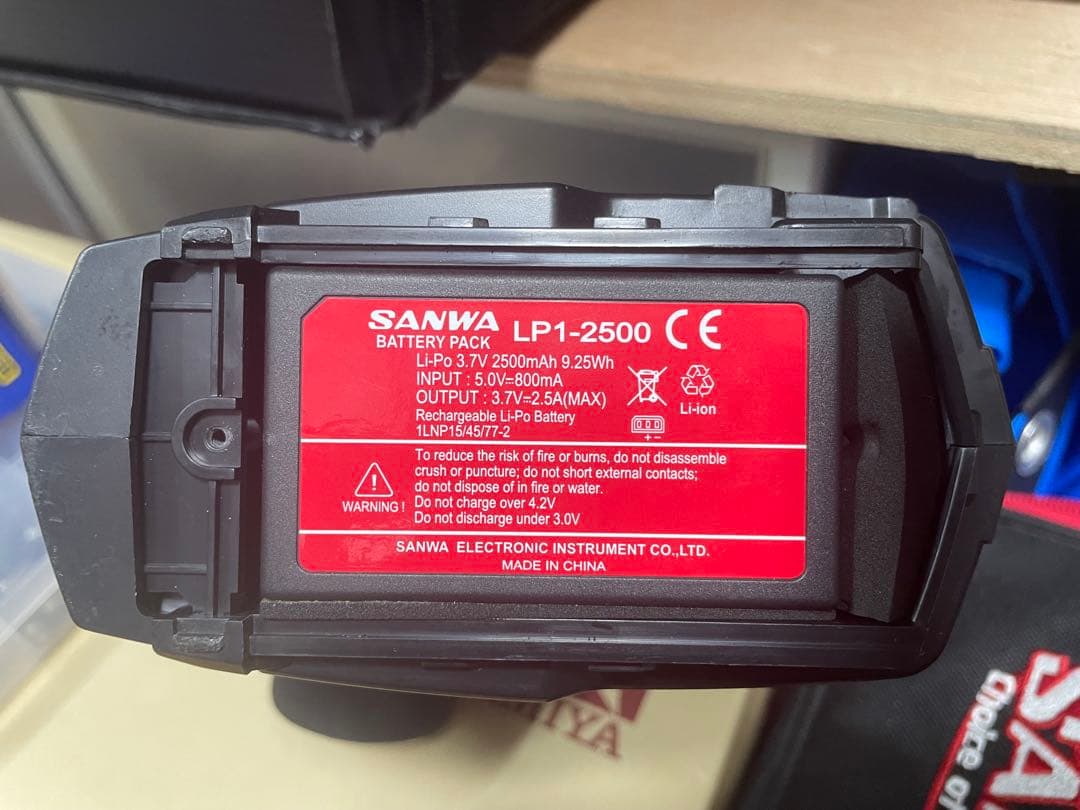 SANWA
BATTERY PACK
LP1-2500 CE
Li-Po 3.7V 2500mAh 9.25Wh
INPUT : 5.0V⎓800mA
OUTPUT : 3.7V⎓2.5A(MAX)
Rechargeable Li-Po Battery
1LNP15/45/77-2
Li-ion
+ −
WARNING !
To reduce the risk of fire or burns, do not disassemble
crush or puncture; do not short external contacts;
do not dispose of in fire or water.
Do not charge over 4.2V
Do not discharge under 3.0V
SANWA ELECTRONIC INSTRUMENT CO.,LTD.
MADE IN CHINA
IYA
SA
Choice of